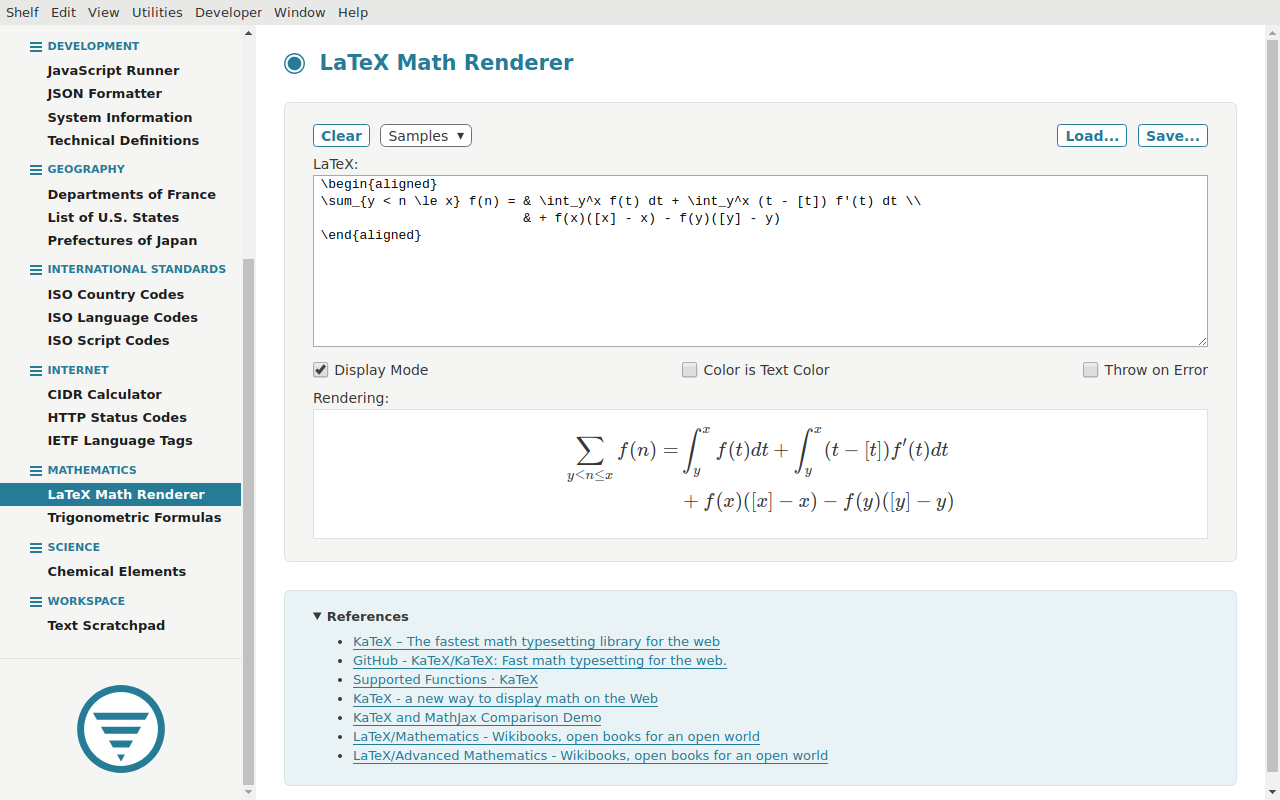 Shelf Edit View Utilities Developer Window Help
DEVELOPMENT
JavaScript Runner
JSON Formatter
System Information
Technical Definitions
GEOGRAPHY
Departments of France
List of U.S. States
Prefectures of Japan
INTERNATIONAL STANDARDS
ISO Country Codes
ISO Language Codes
ISO Script Codes
INTERNET
CIDR Calculator
HTTP Status Codes
IETF Language Tags
MATHEMATICS
LaTeX Math Renderer
Trigonometric Formulas
SCIENCE
Chemical Elements
WORKSPACE
Text Scratchpad
LaTeX Math Renderer
Clear Samples ▼ Load... Save...
LaTeX:
\begin{aligned}
\sum_{y < n \le x} f(n) = & \int_y^x f(t) dt + \int_y^x (t - [t]) f'(t) dt \\
& + f(x)([x] - x) - f(y)([y] - y)
\end{aligned}
Display Mode Color is Text Color Throw on Error
Rendering:
∑_{y<n≤x} f(n) = ∫_y^x f(t)dt + ∫_y^x (t − [t])f′(t)dt
+ f(x)([x] − x) − f(y)([y] − y)
▼ References
• KaTeX – The fastest math typesetting library for the web
• GitHub - KaTeX/KaTeX: Fast math typesetting for the web.
• Supported Functions · KaTeX
• KaTeX - a new way to display math on the Web
• KaTeX and MathJax Comparison Demo
• LaTeX/Mathematics - Wikibooks, open books for an open world
• LaTeX/Advanced Mathematics - Wikibooks, open books for an open world